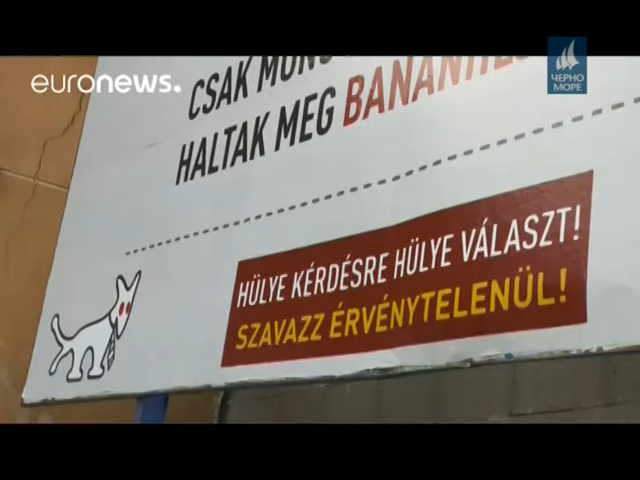 euronews.
ЧЕРНО
МОРЕ
CSAK
HALTAK MEG
HÜLYE KÉRDÉSRE HÜLYE VÁLASZT!
SZAVAZZ ÉRVÉNYTELENÜL!